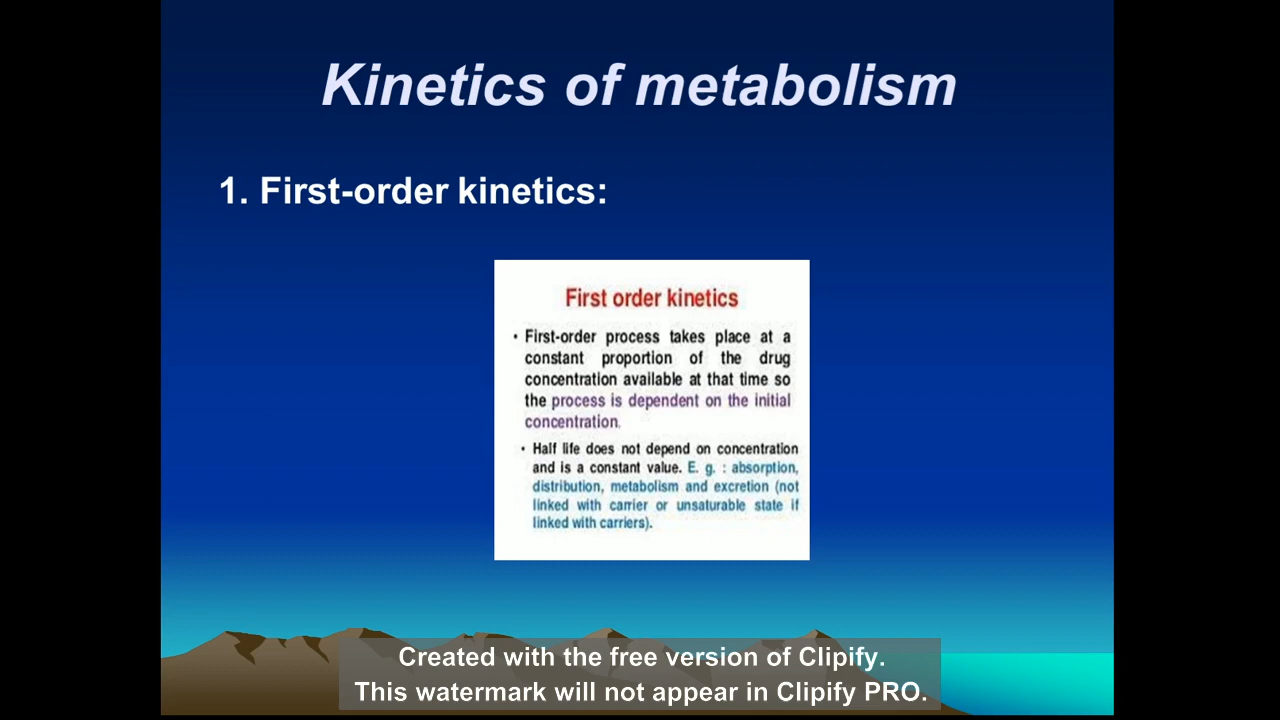 Kinetics of metabolism
1. First-order kinetics:
First order kinetics
• First-order process takes place at a
constant proportion of the drug
concentration available at that time so
the process is dependent on the initial
concentration.
• Half life does not depend on concentration
and is a constant value. E. g. : absorption,
distribution, metabolism and excretion (not
linked with carrier or unsaturable state if
linked with carriers).
Created with the free version of Clipify.
This watermark will not appear in Clipify PRO.